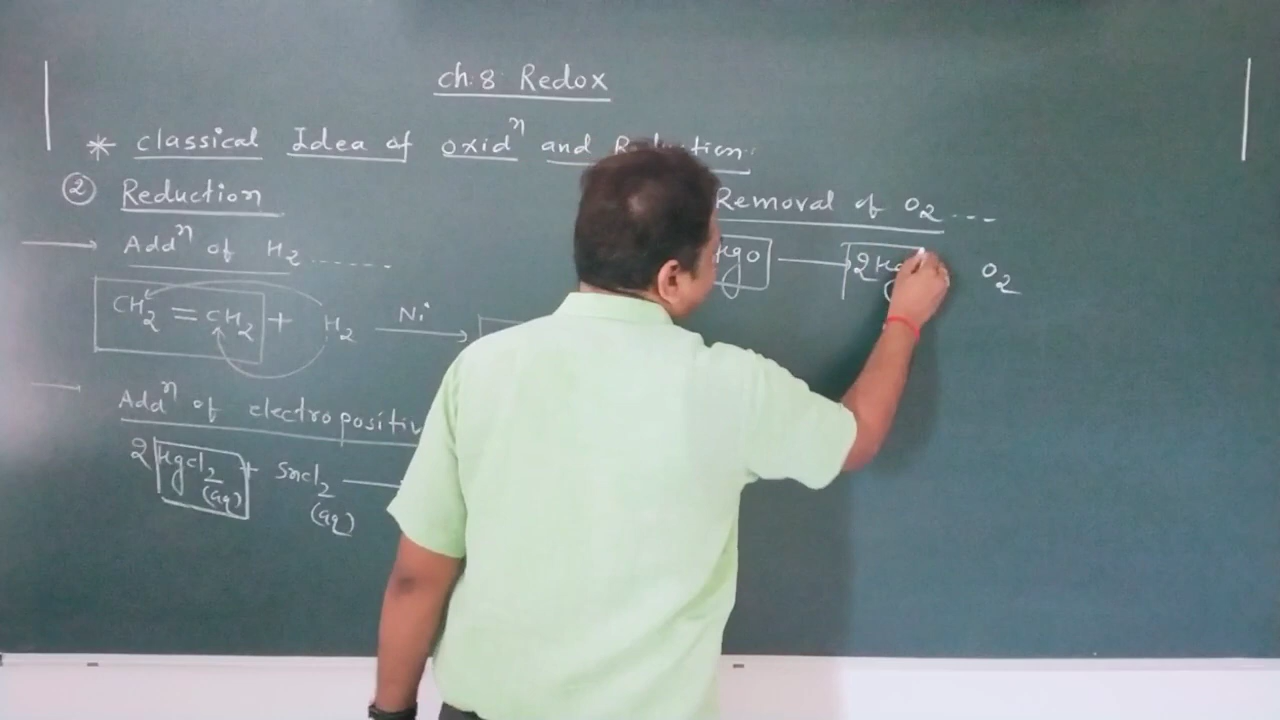 ch. 8 Redox
* classical Idea of oxidⁿ and Reduction:
② Reduction
→ Addⁿ of H₂ ........
CH₂ = CH₂ + H₂ —Ni→
→ Addⁿ of electropositiv
2 HgCl₂ (aq) + SnCl₂ (aq) →
Removal of O₂ ---
HgO → 2Hg O₂